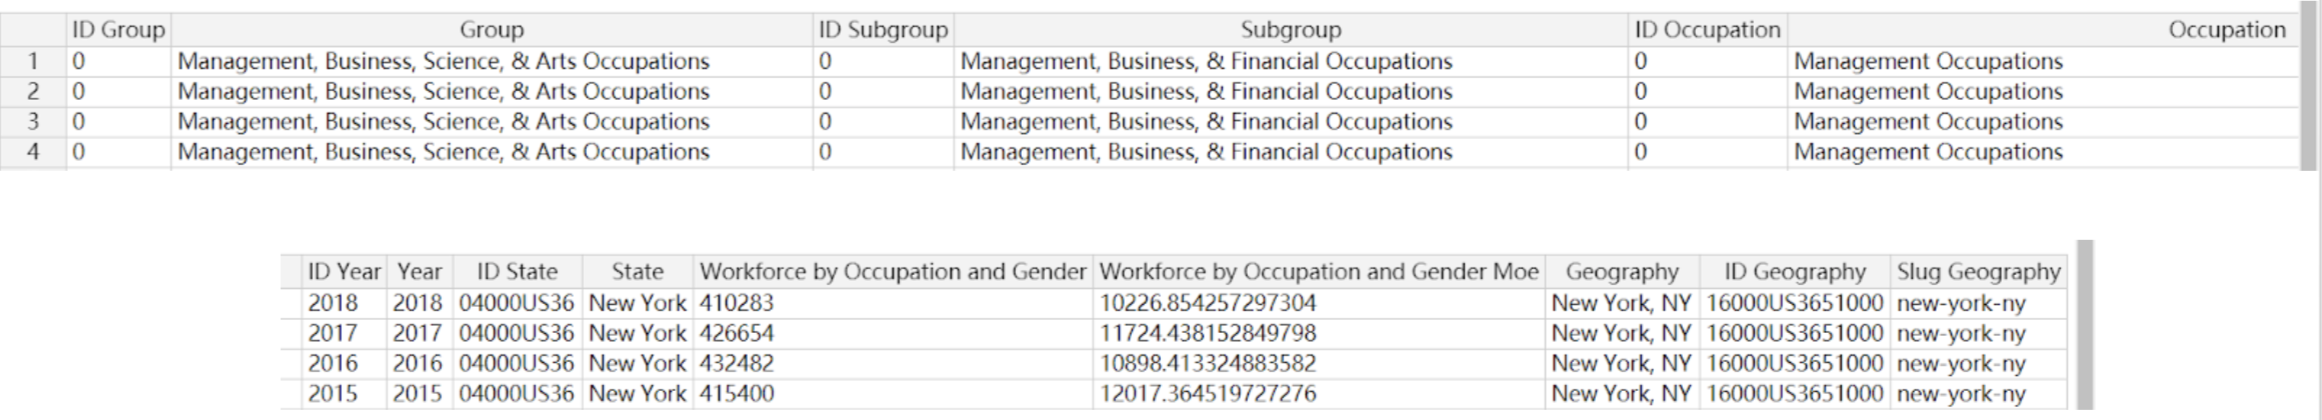 ID Group Group ID Subgroup Subgroup ID Occupation Occupation
1 0 Management, Business, Science, & Arts Occupations 0 Management, Business, & Financial Occupations 0 Management Occupations
2 0 Management, Business, Science, & Arts Occupations 0 Management, Business, & Financial Occupations 0 Management Occupations
3 0 Management, Business, Science, & Arts Occupations 0 Management, Business, & Financial Occupations 0 Management Occupations
4 0 Management, Business, Science, & Arts Occupations 0 Management, Business, & Financial Occupations 0 Management Occupations
ID Year Year ID State State Workforce by Occupation and Gender Workforce by Occupation and Gender Moe Geography ID Geography Slug Geography
2018 2018 04000US36 New York 410283 10226.854257297304 New York, NY 16000US3651000 new-york-ny
2017 2017 04000US36 New York 426654 11724.438152849798 New York, NY 16000US3651000 new-york-ny
2016 2016 04000US36 New York 432482 10898.413324883582 New York, NY 16000US3651000 new-york-ny
2015 2015 04000US36 New York 415400 12017.364519727276 New York, NY 16000US3651000 new-york-ny